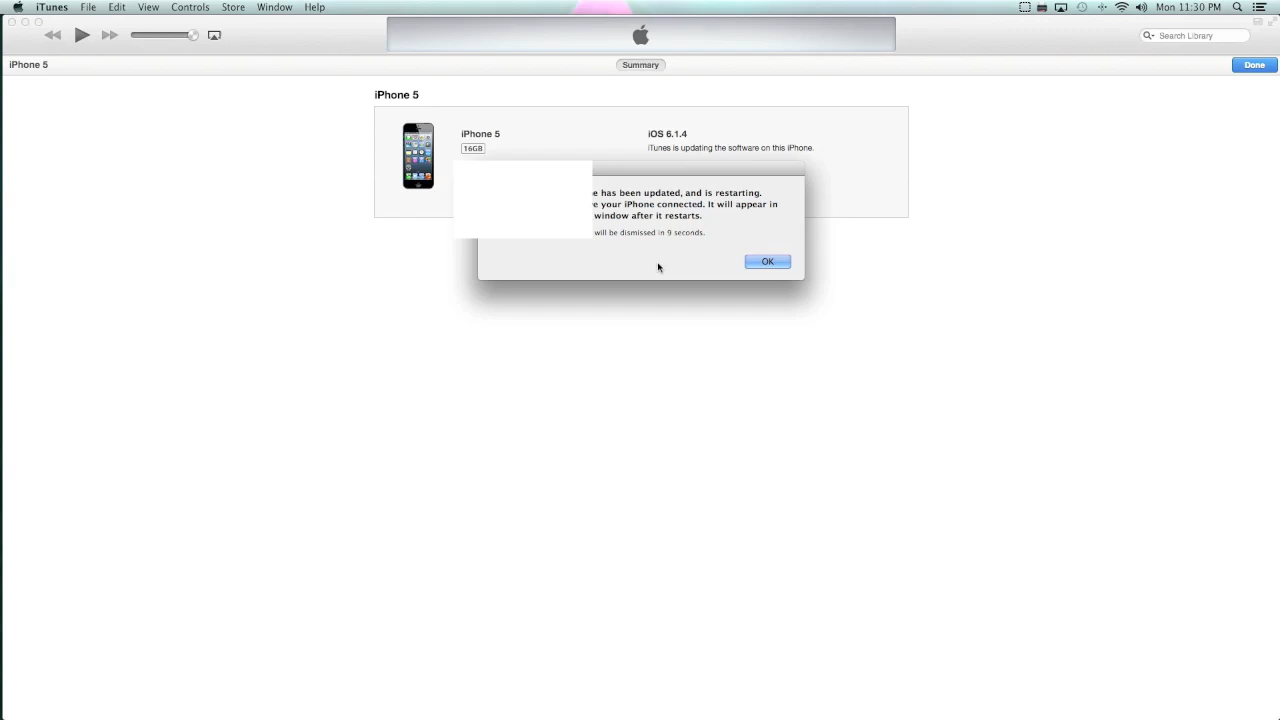 iTunes File Edit View Controls Store Window Help Mon 11:30 PM
Search Library
iPhone 5 Summary Done
iPhone 5
iPhone 5 iOS 6.1.4
16GB iTunes is updating the software on this iPhone.
has been updated, and is restarting.
your iPhone connected. It will appear in
window after it restarts.
will be dismissed in 9 seconds.
OK